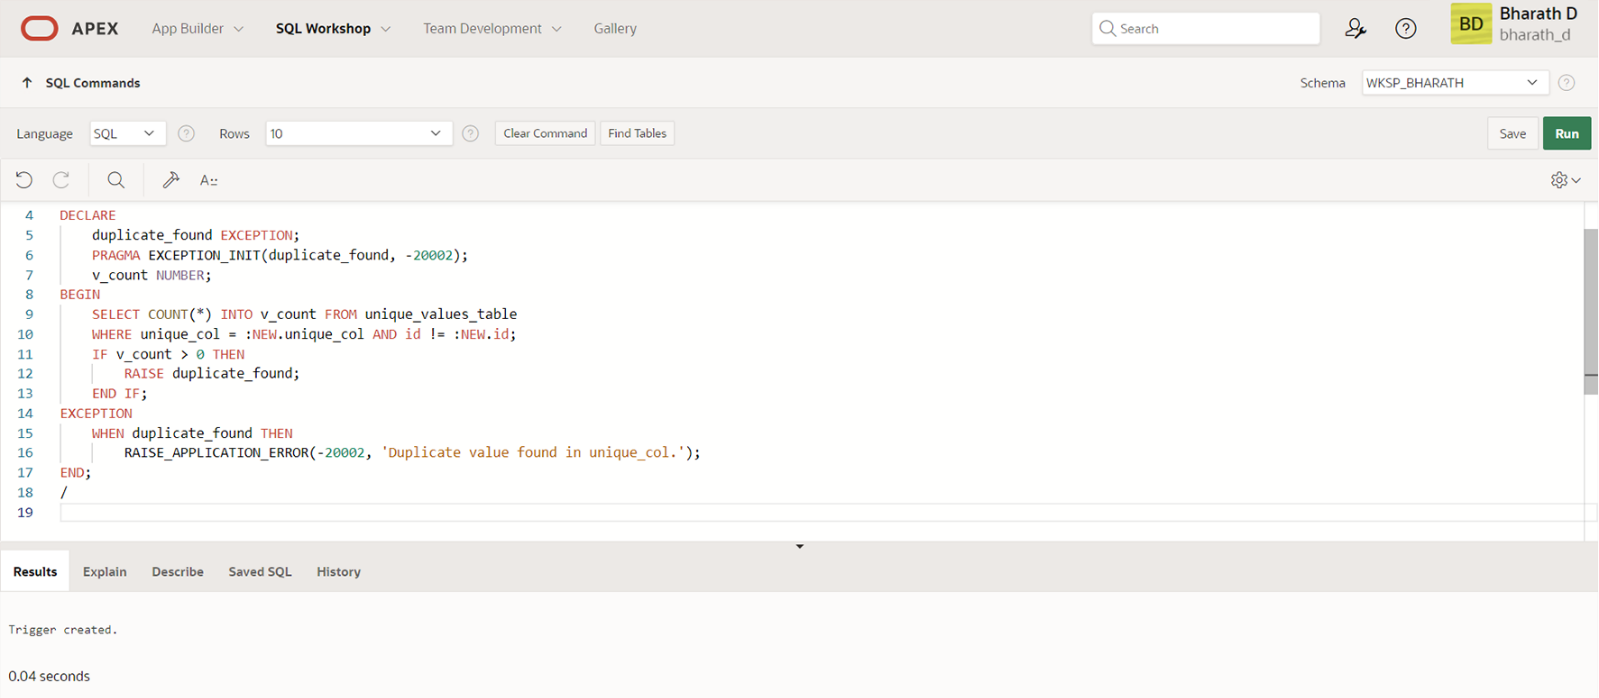 APEX App Builder SQL Workshop Team Development Gallery Search BD Bharath D
bharath_d
SQL Commands Schema WKSP_BHARATH
Language SQL Rows 10 Clear Command Find Tables Save Run
A
4 DECLARE
5 duplicate_found EXCEPTION;
6 PRAGMA EXCEPTION_INIT(duplicate_found, -20002);
7 v_count NUMBER;
8 BEGIN
9 SELECT COUNT(*) INTO v_count FROM unique_values_table
10 WHERE unique_col = :NEW.unique_col AND id != :NEW.id;
11 IF v_count > 0 THEN
12 RAISE duplicate_found;
13 END IF;
14 EXCEPTION
15 WHEN duplicate_found THEN
16 RAISE_APPLICATION_ERROR(-20002, 'Duplicate value found in unique_col.');
17 END;
18 /
19
Results Explain Describe Saved SQL History
Trigger created.
0.04 seconds